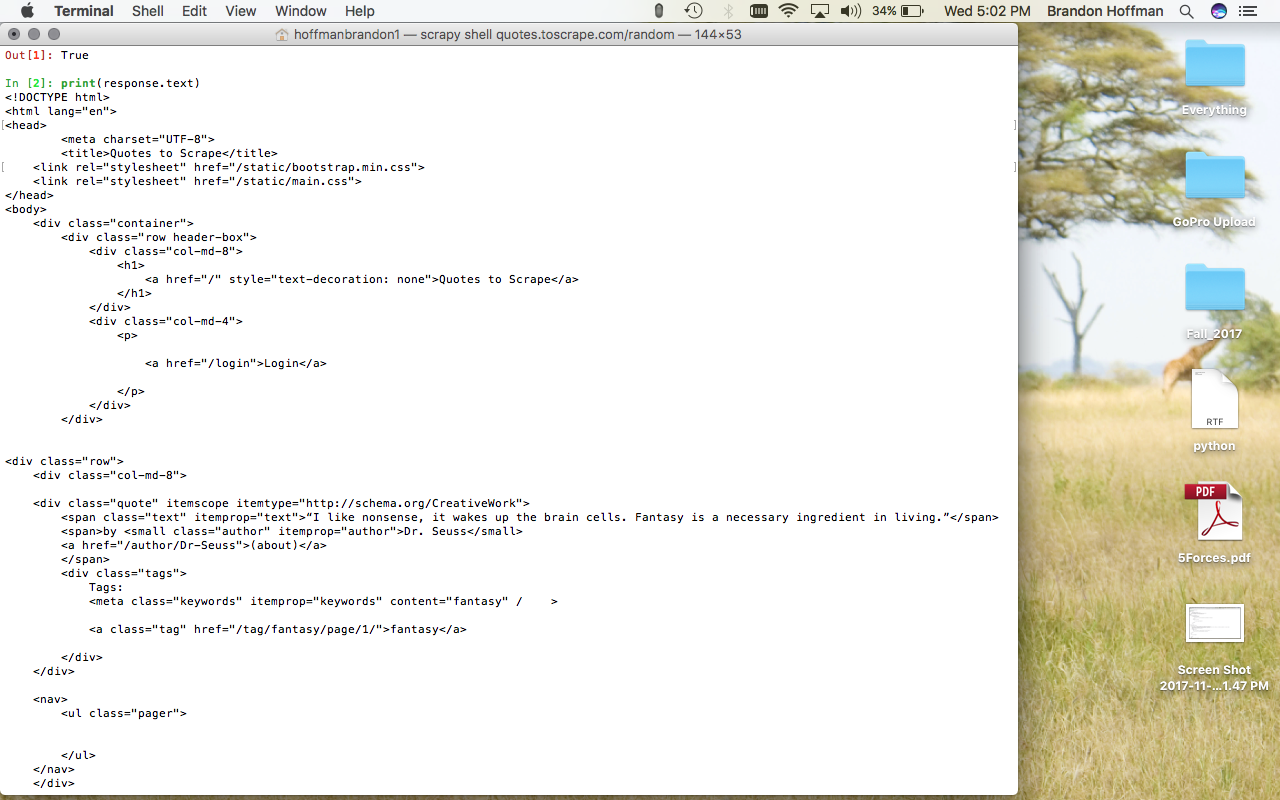 Terminal Shell Edit View Window Help 34% Wed 5:02 PM Brandon Hoffman
hoffmanbrandon1 — scrapy shell quotes.toscrape.com/random — 144×53
Out[1]: True
In [2]: print(response.text)
<!DOCTYPE html>
<html lang="en">
[<head> ]
<meta charset="UTF-8">
<title>Quotes to Scrape</title>
[ <link rel="stylesheet" href="/static/bootstrap.min.css"> ]
<link rel="stylesheet" href="/static/main.css">
</head>
<body>
<div class="container">
<div class="row header-box">
<div class="col-md-8">
<h1>
<a href="/" style="text-decoration: none">Quotes to Scrape</a>
</h1>
</div>
<div class="col-md-4">
<p>
<a href="/login">Login</a>
</p>
</div>
</div>
<div class="row">
<div class="col-md-8">
<div class="quote" itemscope itemtype="http://schema.org/CreativeWork">
<span class="text" itemprop="text">“I like nonsense, it wakes up the brain cells. Fantasy is a necessary ingredient in living.”</span>
<span>by <small class="author" itemprop="author">Dr. Seuss</small>
<a href="/author/Dr-Seuss">(about)</a>
</span>
<div class="tags">
Tags:
<meta class="keywords" itemprop="keywords" content="fantasy" /    >
<a class="tag" href="/tag/fantasy/page/1/">fantasy</a>
</div>
</div>
<nav>
<ul class="pager">
</ul>
</nav>
</div>
Everything
GoPro Upload
Fall_2017
RTF
python
PDF
5Forces.pdf
Screen Shot
2017-11-...1.47 PM